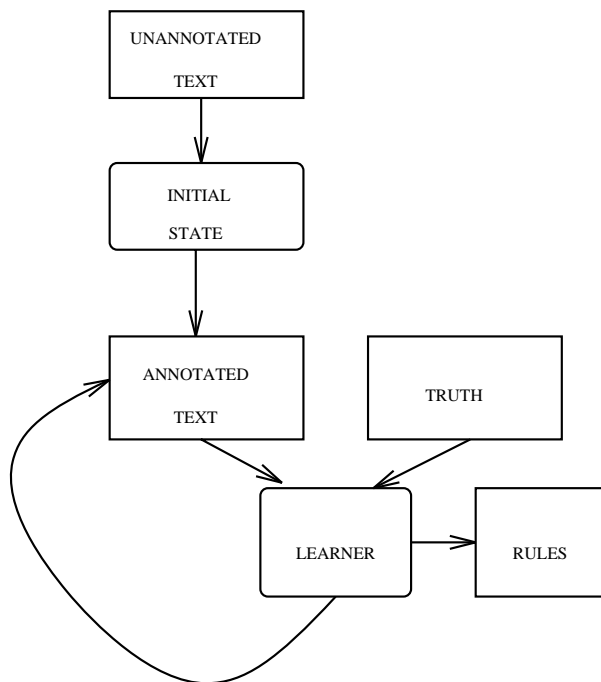 UNANNOTATED
TEXT
INITIAL
STATE
ANNOTATED
TEXT
TRUTH
LEARNER
RULES